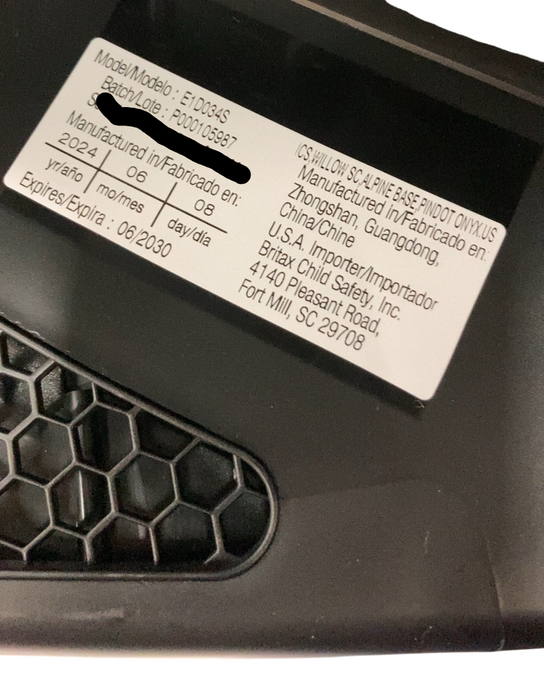 Model/Modelo : E1D034S
Batch/Lote : P000105987
S
Manufactured in/Fabricado en:
2024 06 08
yr/año mo/mes day/dia
Expires/Expira : 06/2030
ICS,WILLOW SC/ALPINE BASE,PINDOT ONYX,US
Manufactured in/Fabricado en:
Zhongshan, Guangdong,
China/Chine
U.S.A. Importer/Importador
Britax Child Safety, Inc.
4140 Pleasant Road,
Fort Mill, SC 29708